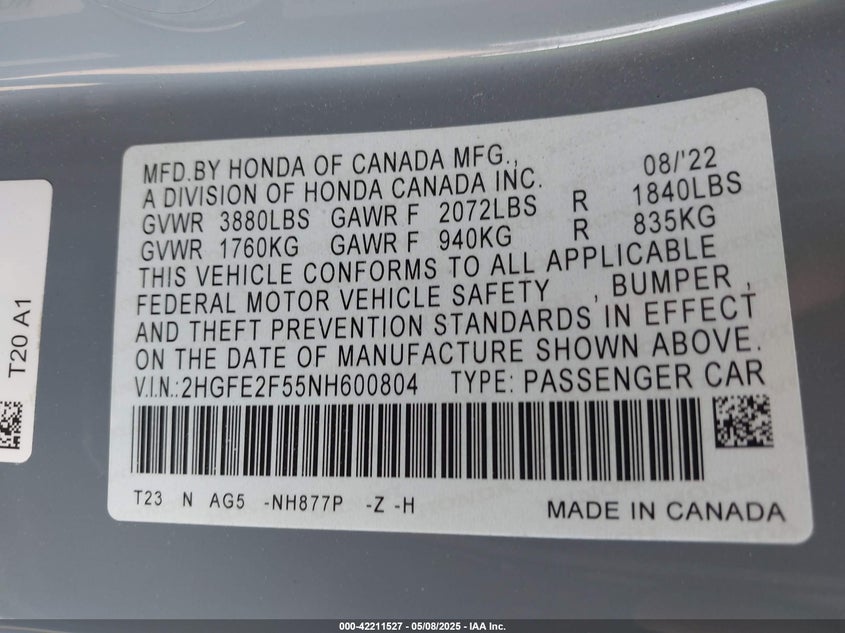 MFD.BY HONDA OF CANADA MFG., 08/'22
A DIVISION OF HONDA CANADA INC.
GVWR 3880LBS GAWR F 2072LBS R 1840LBS
GVWR 1760KG GAWR F 940KG R 835KG
THIS VEHICLE CONFORMS TO ALL APPLICABLE
FEDERAL MOTOR VEHICLE SAFETY , BUMPER ,
AND THEFT PREVENTION STANDARDS IN EFFECT
ON THE DATE OF MANUFACTURE SHOWN ABOVE.
V.I.N.:2HGFE2F55NH600804 TYPE: PASSENGER CAR
T23 N AG5 -NH877P -Z -H
MADE IN CANADA
T20 A1
000-42211527 - 05/08/2025 - IAA Inc.